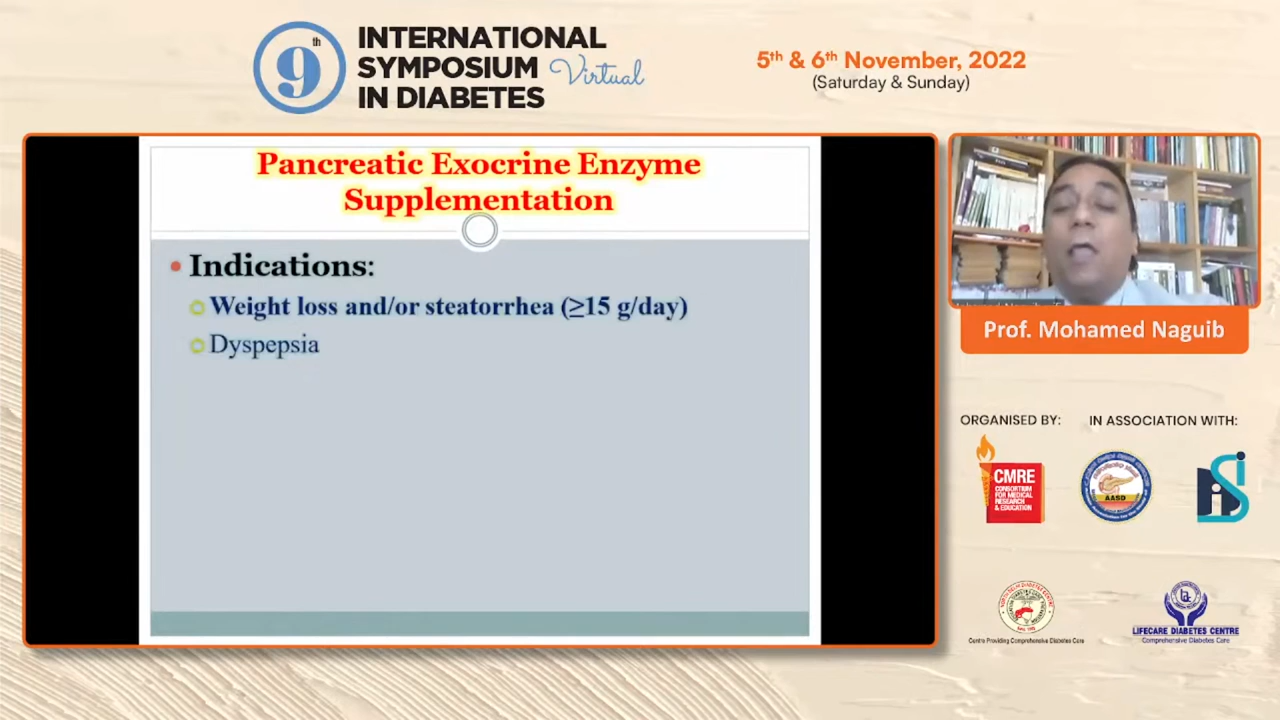 9th
INTERNATIONAL
SYMPOSIUM Virtual
IN DIABETES
5th & 6th November, 2022
(Saturday & Sunday)
Pancreatic Exocrine Enzyme
Supplementation
Indications:
Weight loss and/or steatorrhea (≥15 g/day)
Dyspepsia
Prof. Mohamed Naguib
ORGANISED BY:
IN ASSOCIATION WITH:
CMRE
CONSORTIUM
FOR MEDICAL
RESEARCH
& EDUCATION
AASD
Centre Providing Comprehensive Diabetes Care
LIFECARE DIABETES CENTRE
Comprehensive Diabetes Care